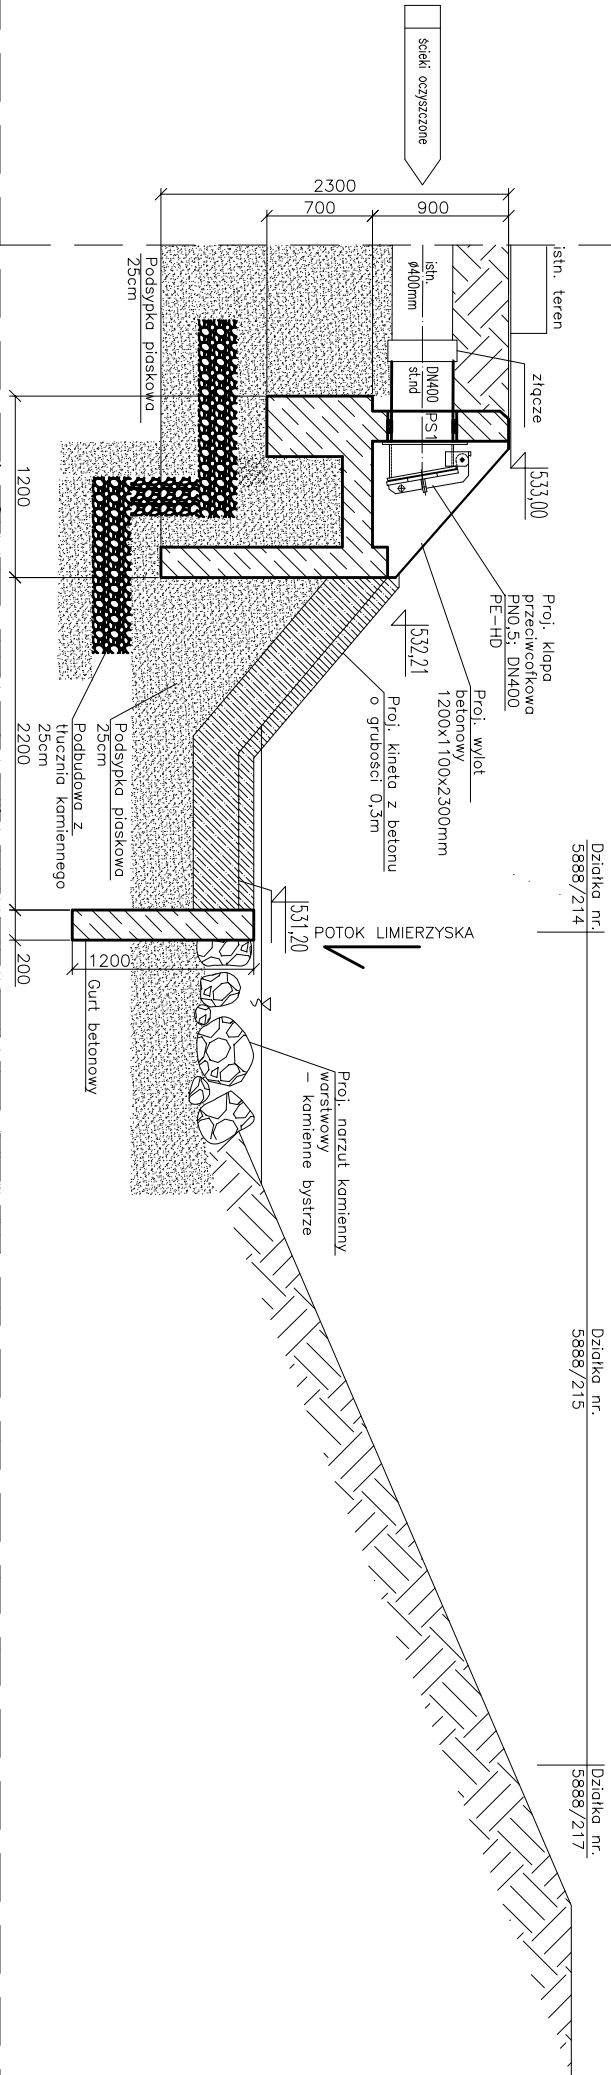 ścieki oczyszczone
2300
700
900
istn. teren
istn.
ø400mm
złącze
DN400
st.nd
PS1
533,00
Podsypka piaskowa
25cm
1200
Proj. klapa
przeciwcofkowa
PN0,5; DN400
PE-HD
532,21
Proj. wylot
betonowy
1200x1100x2300mm
Proj. kineta z betonu
o grubości 0,3m
Podsypka piaskowa
25cm
Podbudowa z
tłucznia kamiennego
25cm
2200
Działka nr.
5888/214
531,20
POTOK LIMIERZYSKA
1200
200
Gurt betonowy
Proj. narzut kamienny
warstwowy
- kamienne bystrze
Działka nr.
5888/215
Działka nr.
5888/217